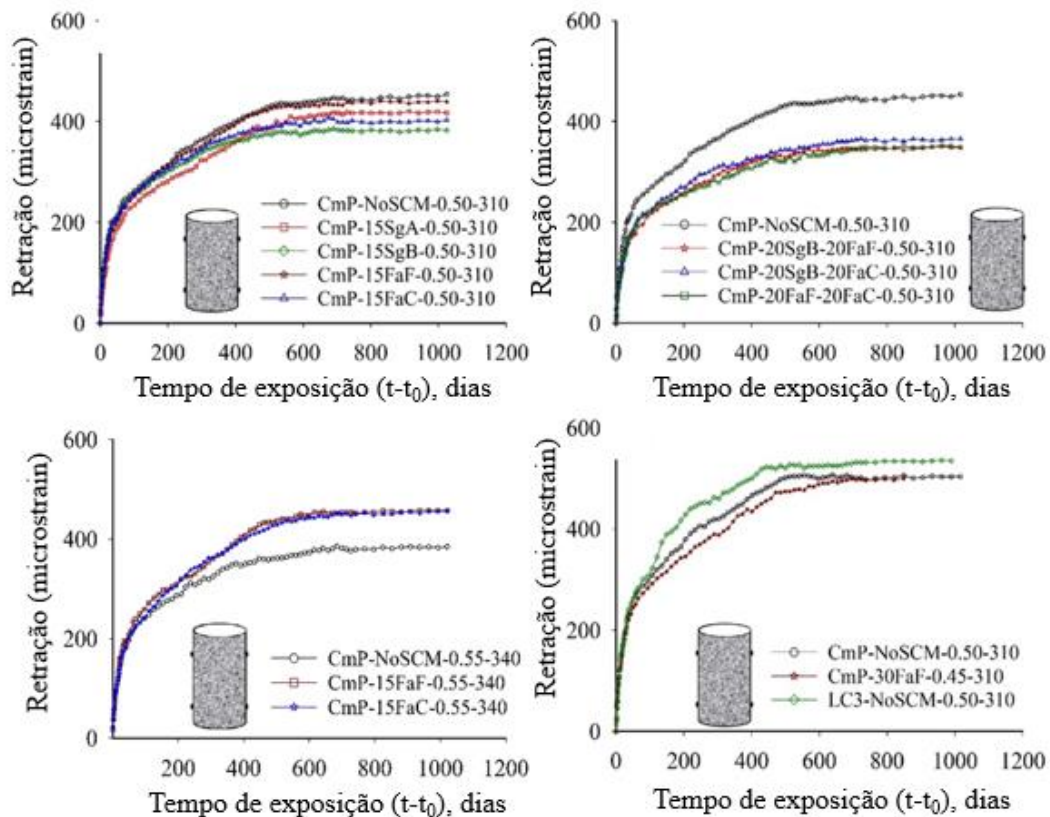 600
400
200
0
Retração (microstrain)
CmP-NoSCM-0.50-310
CmP-15SgA-0.50-310
CmP-15SgB-0.50-310
CmP-15FaF-0.50-310
CmP-15FaC-0.50-310
0 200 400 600 800 1000 1200
Tempo de exposição (t-t₀), dias
600
400
200
0
Retração (microstrain)
CmP-NoSCM-0.50-310
CmP-20SgB-20FaF-0.50-310
CmP-20SgB-20FaC-0.50-310
CmP-20FaF-20FaC-0.50-310
0 200 400 600 800 1000 1200
Tempo de exposição (t-t₀), dias
600
400
200
0
Retração (microstrain)
CmP-NoSCM-0.55-340
CmP-15FaF-0.55-340
CmP-15FaC-0.55-340
200 400 600 800 1000 1200
Tempo de exposição (t-t₀), dias
600
400
200
0
Retração (microstrain)
CmP-NoSCM-0.50-310
CmP-30FaF-0.45-310
LC3-NoSCM-0.50-310
0 200 400 600 800 1000 1200
Tempo de exposição (t-t₀), dias